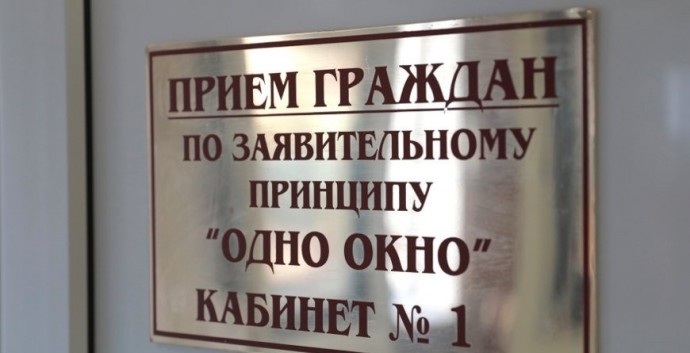 ПРИЕМ ГРАЖДАН
ПО ЗАЯВИТЕЛЬНОМУ
ПРИНЦИПУ
“ОДНО ОКНО”
КАБИНЕТ № 1